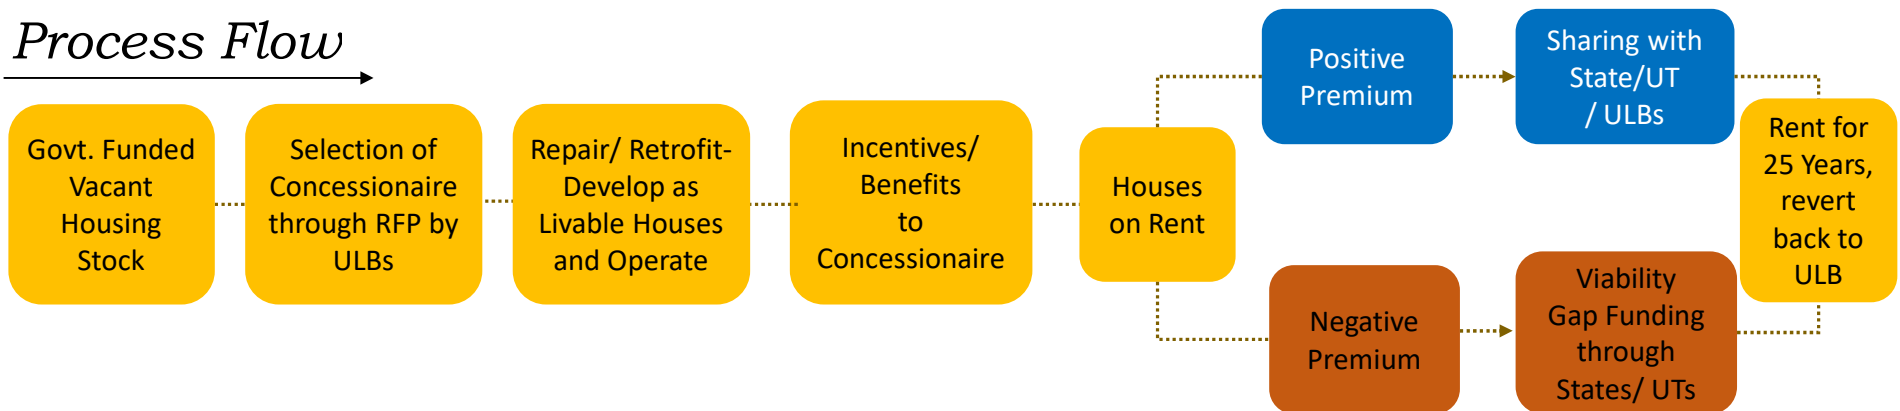 Process Flow
Govt. Funded
Vacant
Housing
Stock
Selection of
Concessionaire
through RFP by
ULBs
Repair/ Retrofit-
Develop as
Livable Houses
and Operate
Incentives/
Benefits
to
Concessionaire
Houses
on Rent
Positive
Premium
Sharing with
State/UT
/ ULBs
Negative
Premium
Viability
Gap Funding
through
States/ UTs
Rent for
25 Years,
revert
back to
ULB